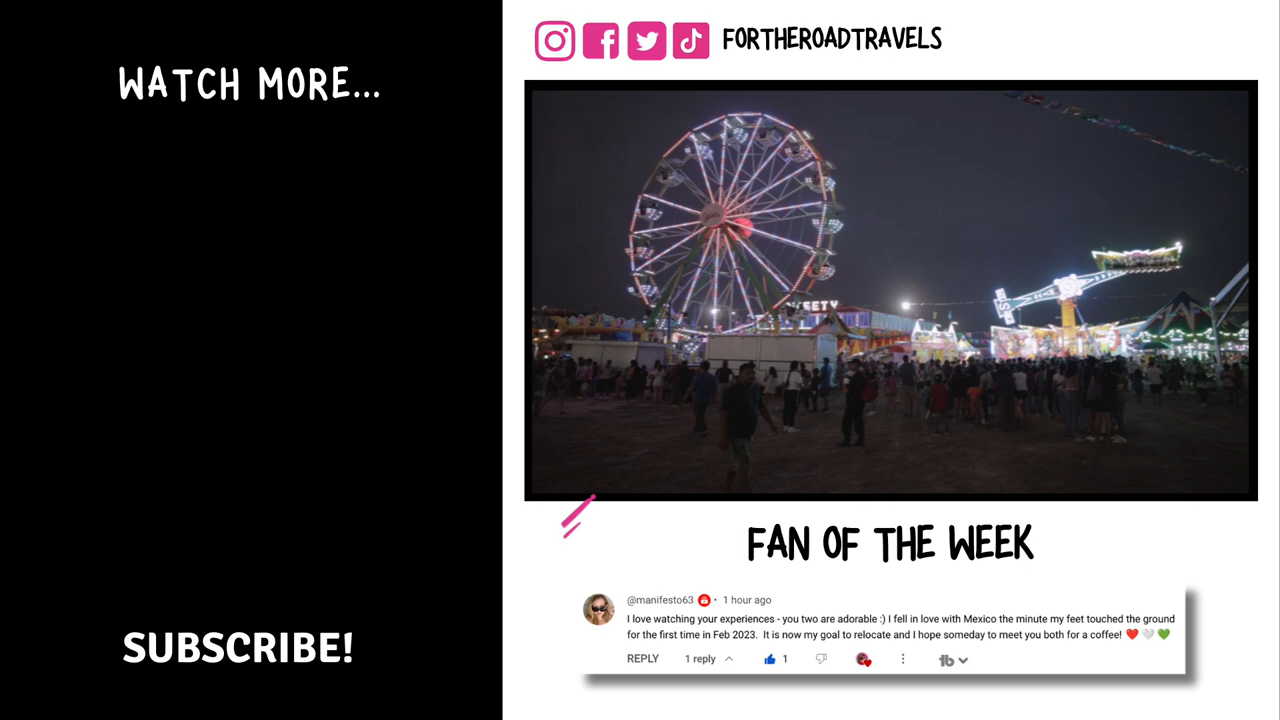 WATCH MORE...
SUBSCRIBE!
FORTHEROADTRAVELS
FAN OF THE WEEK
@manifesto63 • 1 hour ago
I love watching your experiences - you two are adorable :) I fell in love with Mexico the minute my feet touched the ground
for the first time in Feb 2023. It is now my goal to relocate and I hope someday to meet you both for a coffee! ❤️ 🤍 💚
REPLY 1 reply 1
tb